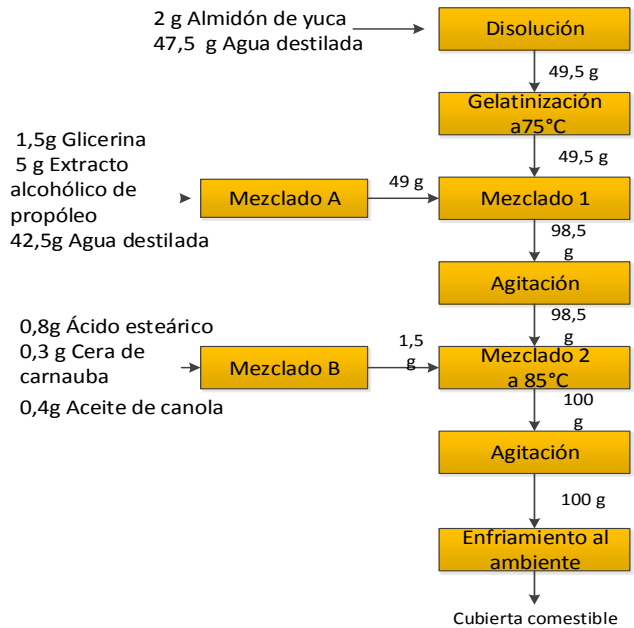 2 g Almidón de yuca
47,5 g Agua destilada
Disolución
49,5 g
Gelatinización
a75°C
49,5 g
1,5g Glicerina
5 g Extracto
alcohólico de
propóleo
42,5g Agua destilada
Mezclado A
49 g
Mezclado 1
98,5
g
Agitación
98,5
g
0,8g Ácido esteárico
0,3 g Cera de
carnauba
0,4g Aceite de canola
Mezclado B
1,5
g
Mezclado 2
a 85°C
100
g
Agitación
100 g
Enfriamiento al
ambiente
Cubierta comestible